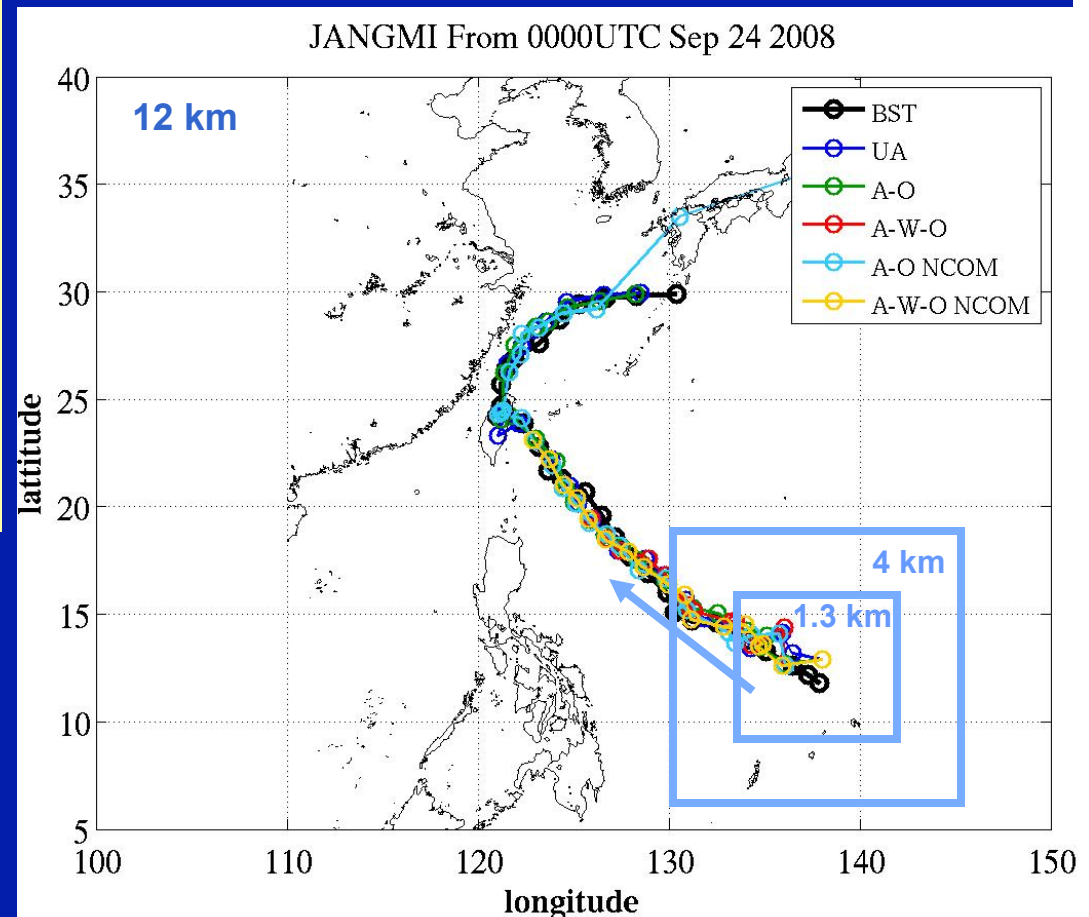 JANGMI From 0000UTC Sep 24 2008
40
12 km
BST
UA
A-O
A-W-O
A-O NCOM
A-W-O NCOM
35
30
25
lattitude
20
4 km
15
1.3 km
10
5
100
110
120
130
140
150
longitude